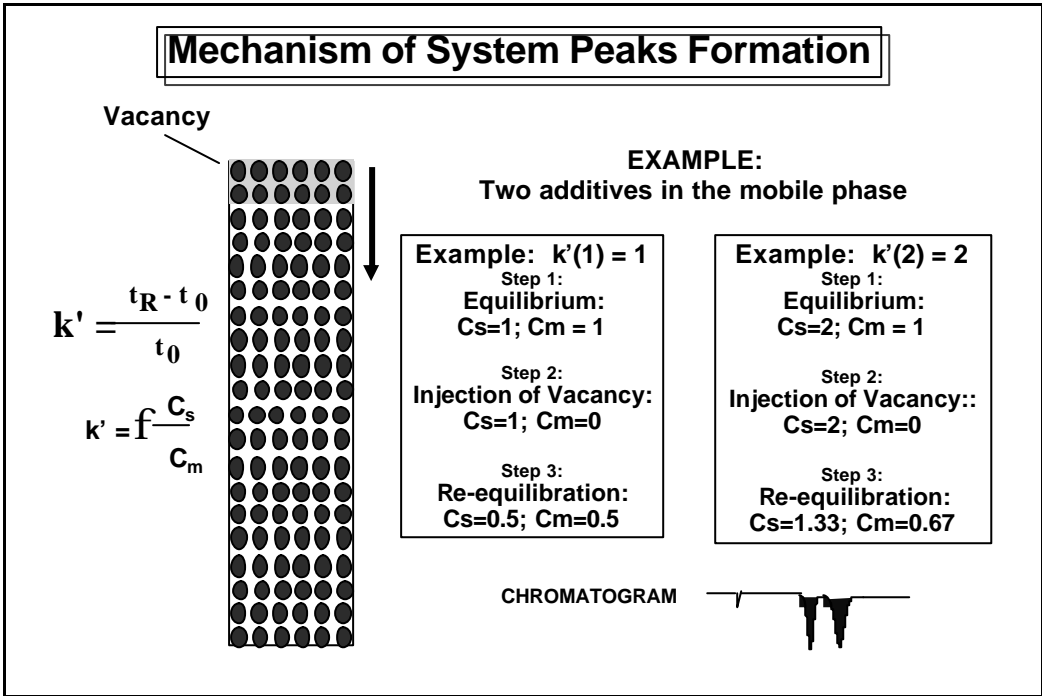 Mechanism of System Peaks Formation
Vacancy
EXAMPLE:
Two additives in the mobile phase
k' = tR - t0
t0
k' = f Cs
Cm
Example: k'(1) = 1
Step 1:
Equilibrium:
Cs=1; Cm = 1
Step 2:
Injection of Vacancy:
Cs=1; Cm=0
Step 3:
Re-equilibration:
Cs=0.5; Cm=0.5
Example: k'(2) = 2
Step 1:
Equilibrium:
Cs=2; Cm = 1
Step 2:
Injection of Vacancy::
Cs=2; Cm=0
Step 3:
Re-equilibration:
Cs=1.33; Cm=0.67
CHROMATOGRAM